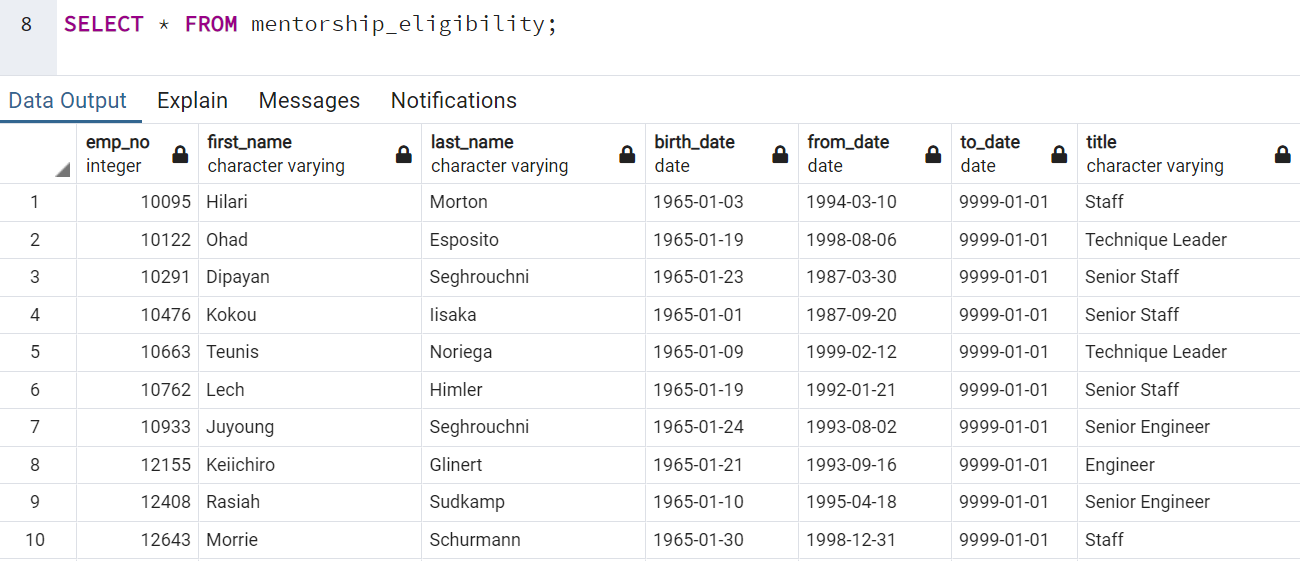 8 SELECT * FROM mentorship_eligibility;
Data Output Explain Messages Notifications
emp_no first_name last_name birth_date from_date to_date title
integer character varying character varying date date date character varying
1 10095 Hilari Morton 1965-01-03 1994-03-10 9999-01-01 Staff
2 10122 Ohad Esposito 1965-01-19 1998-08-06 9999-01-01 Technique Leader
3 10291 Dipayan Seghrouchni 1965-01-23 1987-03-30 9999-01-01 Senior Staff
4 10476 Kokou Iisaka 1965-01-01 1987-09-20 9999-01-01 Senior Staff
5 10663 Teunis Noriega 1965-01-09 1999-02-12 9999-01-01 Technique Leader
6 10762 Lech Himler 1965-01-19 1992-01-21 9999-01-01 Senior Staff
7 10933 Juyoung Seghrouchni 1965-01-24 1993-08-02 9999-01-01 Senior Engineer
8 12155 Keiichiro Glinert 1965-01-21 1993-09-16 9999-01-01 Engineer
9 12408 Rasiah Sudkamp 1965-01-10 1995-04-18 9999-01-01 Senior Engineer
10 12643 Morrie Schurmann 1965-01-30 1998-12-31 9999-01-01 Staff